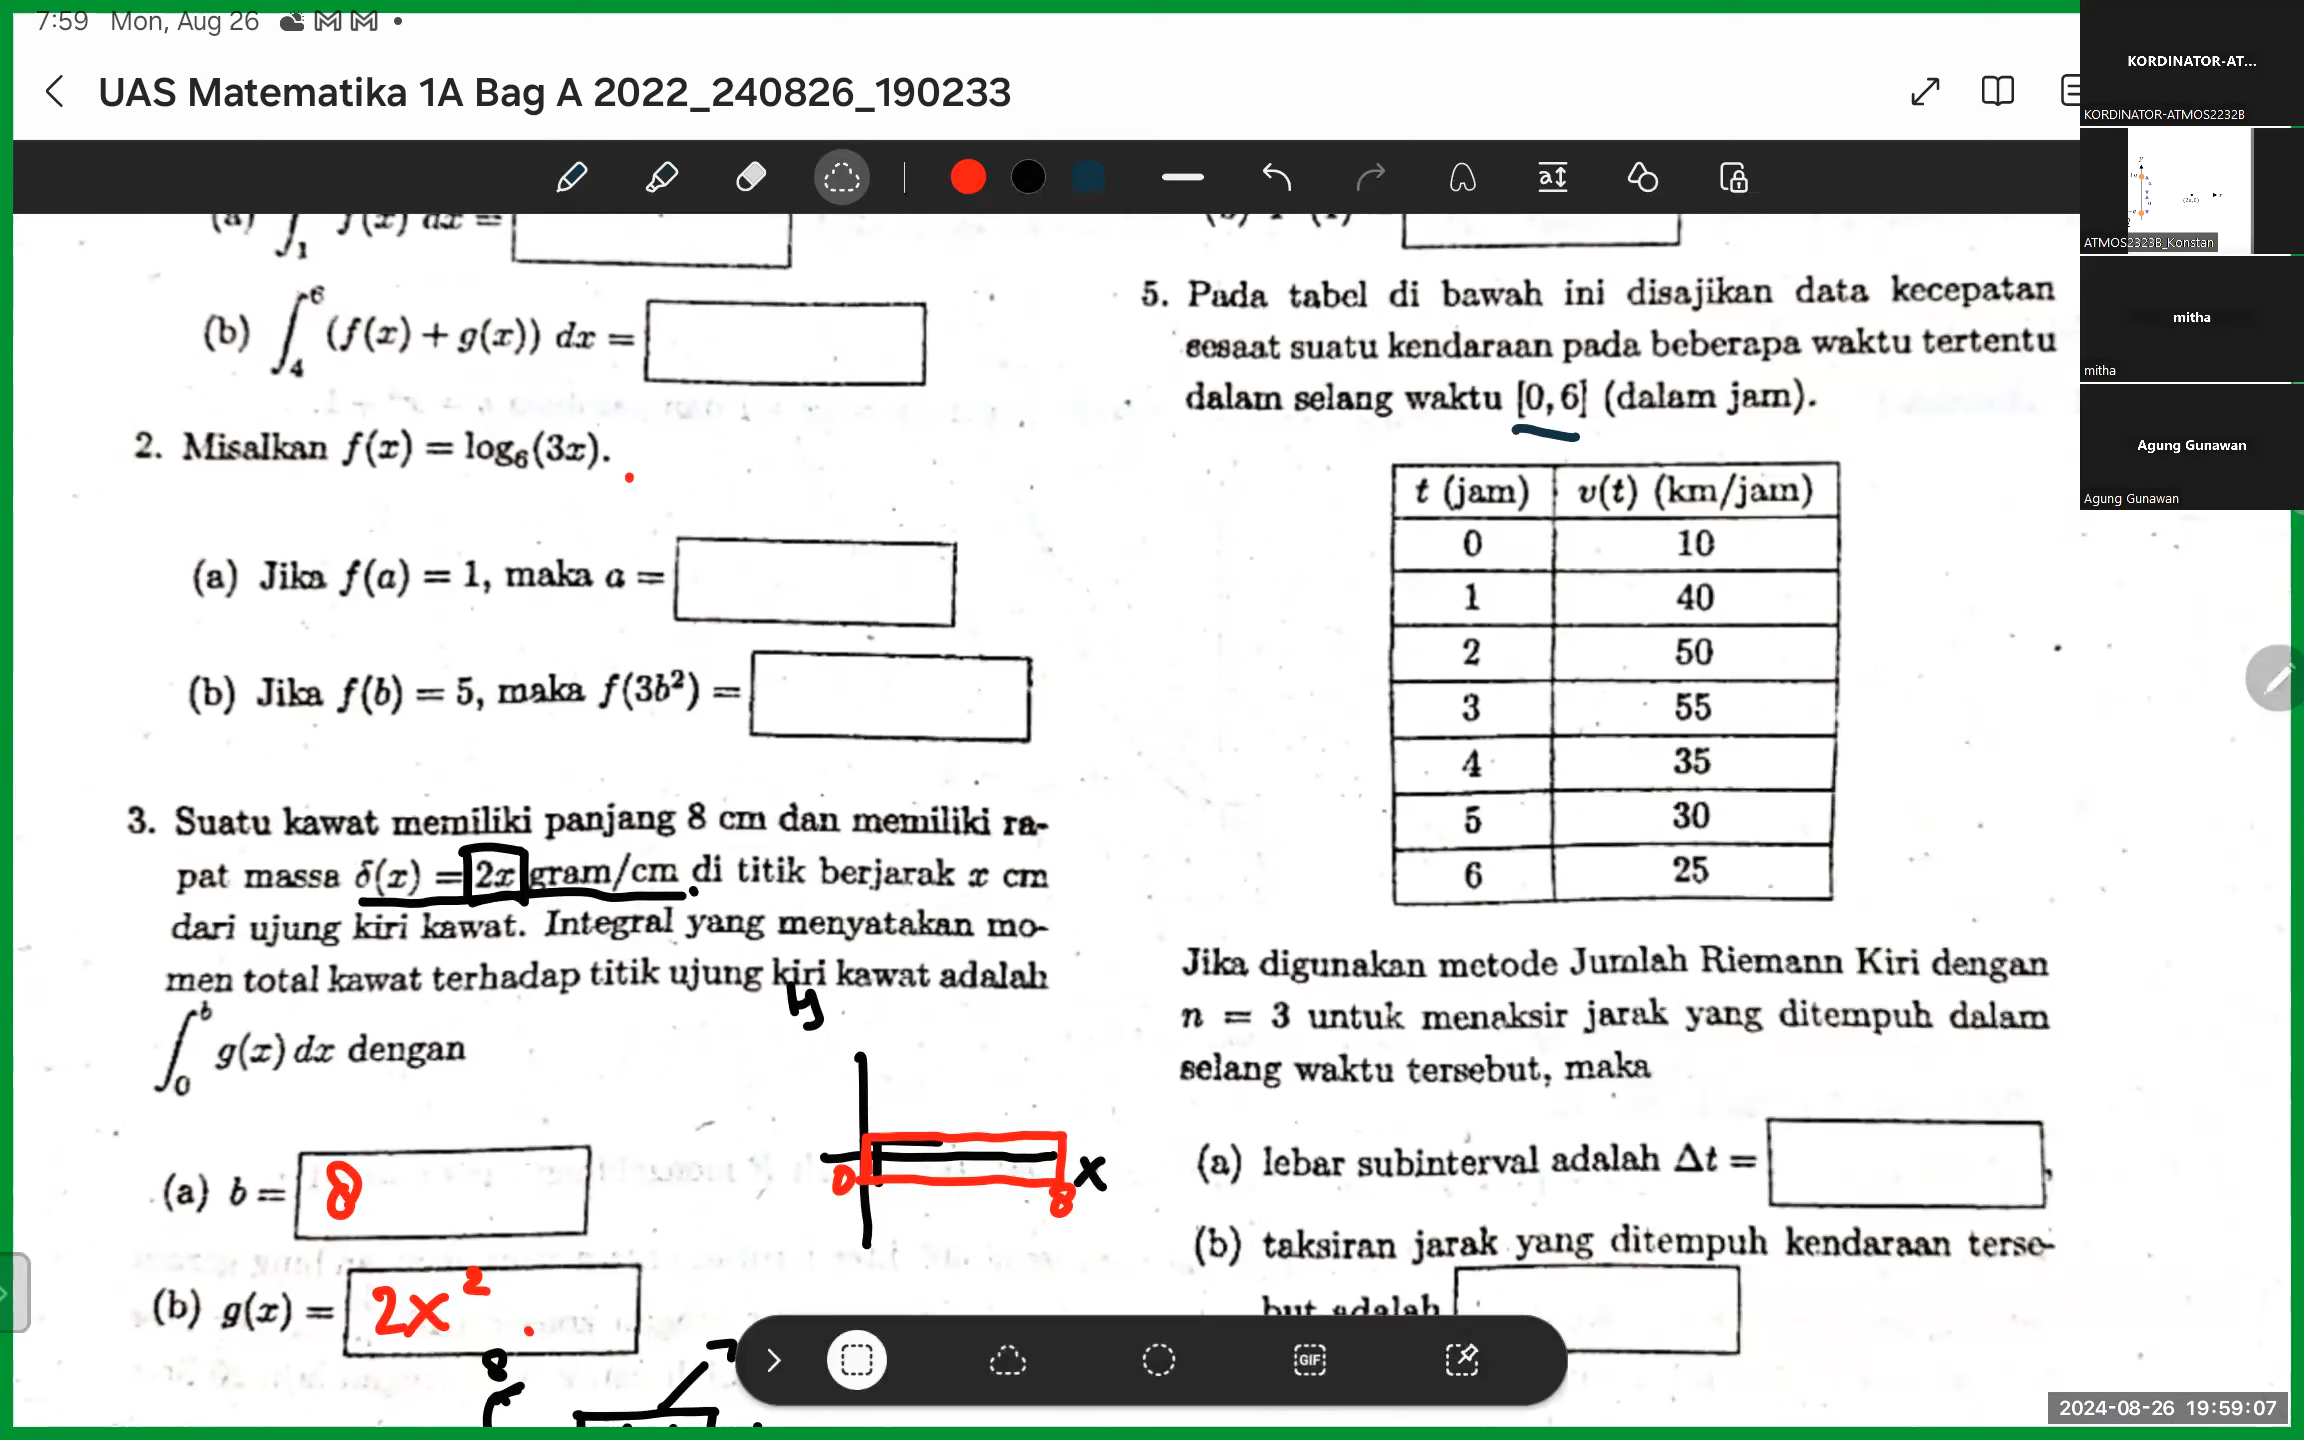 7:59 Mon, Aug 26
UAS Matematika 1A Bag A 2022_240826_190233
(a) ∫₁ f(x) dx =
(b) ∫₄⁶ (f(x) + g(x)) dx =
2. Misalkan f(x) = log₆(3x).
(a) Jika f(a) = 1, maka a =
(b) Jika f(b) = 5, maka f(3b²) =
3. Suatu kawat memiliki panjang 8 cm dan memiliki ra-
pat massa δ(x) = 2x gram/cm di titik berjarak x cm
dari ujung kiri kawat. Integral yang menyatakan mo-
men total kawat terhadap titik ujung kiri kawat adalah
∫₀ᵇ g(x) dx dengan
y
0 8 x
(a) b = 8
(b) g(x) = 2x²
8
5. Pada tabel di bawah ini disajikan data kecepatan
sesaat suatu kendaraan pada beberapa waktu tertentu
dalam selang waktu [0, 6] (dalam jam).
t (jam) v(t) (km/jam)
0 10
1 40
2 50
3 55
4 35
5 30
6 25
Jika digunakan metode Jumlah Riemann Kiri dengan
n = 3 untuk menaksir jarak yang ditempuh dalam
selang waktu tersebut, maka
(a) lebar subinterval adalah Δt = ,
(b) taksiran jarak yang ditempuh kendaraan terse-
but adalah
GIF
KORDINATOR-AT...
KORDINATOR-ATMOS2232B
ATMOS2323B_Konstan
mitha
mitha
Agung Gunawan
Agung Gunawan
2024-08-26 19:59:07